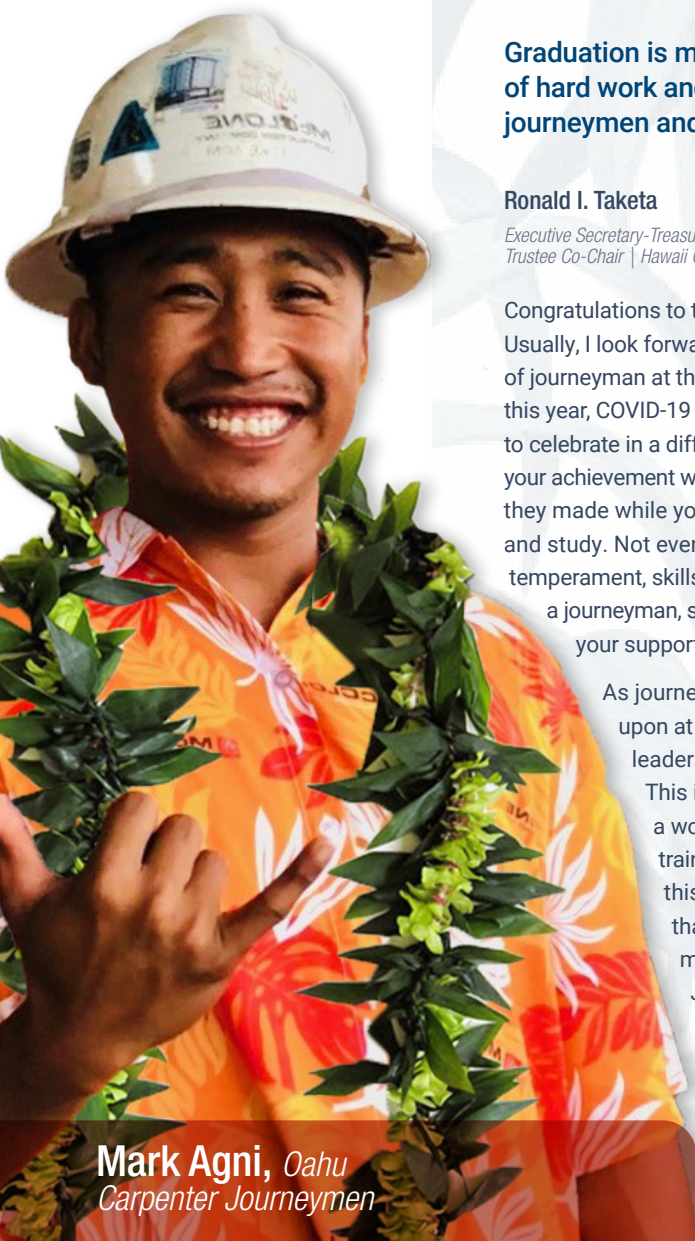 Graduation is m
of hard work and
journeymen and
Ronald I. Taketa
Executive Secretary-Treasu
Trustee Co-Chair | Hawaii C
Congratulations to t
Usually, I look forwa
of journeyman at th
this year, COVID-19
to celebrate in a diff
your achievement w
they made while yo
and study. Not ever
temperament, skills
a journeyman, s
your support
As journe
upon at
leader
This i
a wo
train
this
tha
m
J
Mark Agni, Oahu
Carpenter Journeymen